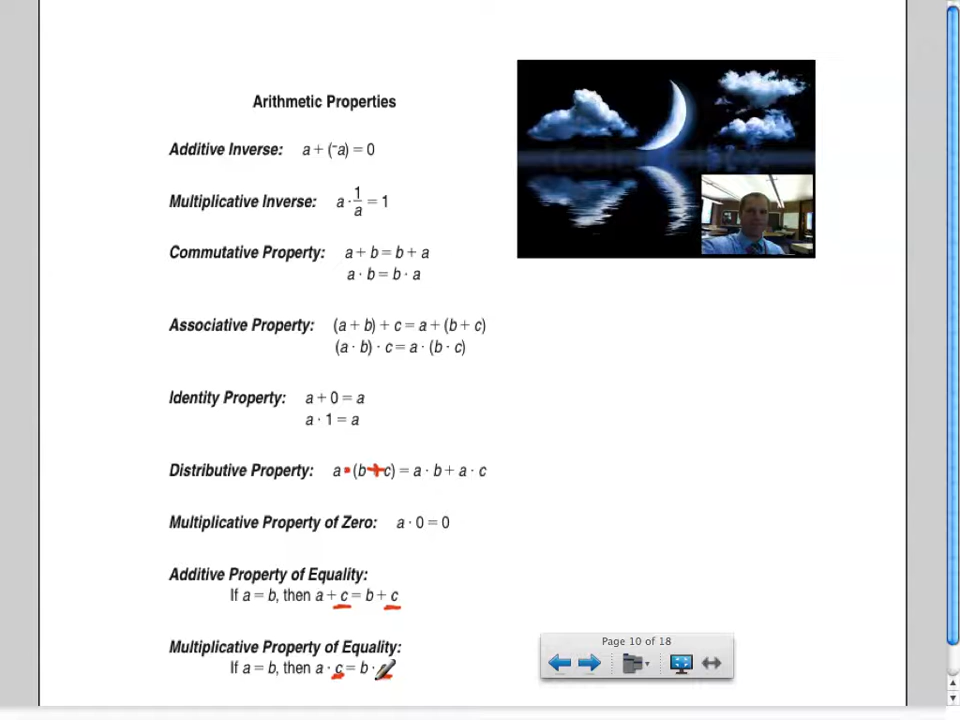 Arithmetic Properties
Additive Inverse: a + (⁻a) = 0
Multiplicative Inverse: a · 1/a = 1
Commutative Property: a + b = b + a
a · b = b · a
Associative Property: (a + b) + c = a + (b + c)
(a · b) · c = a · (b · c)
Identity Property: a + 0 = a
a · 1 = a
Distributive Property: a · (b + c) = a · b + a · c
Multiplicative Property of Zero: a · 0 = 0
Additive Property of Equality:
If a = b, then a + c = b + c
Multiplicative Property of Equality:
If a = b, then a · c = b ·
Page 10 of 18